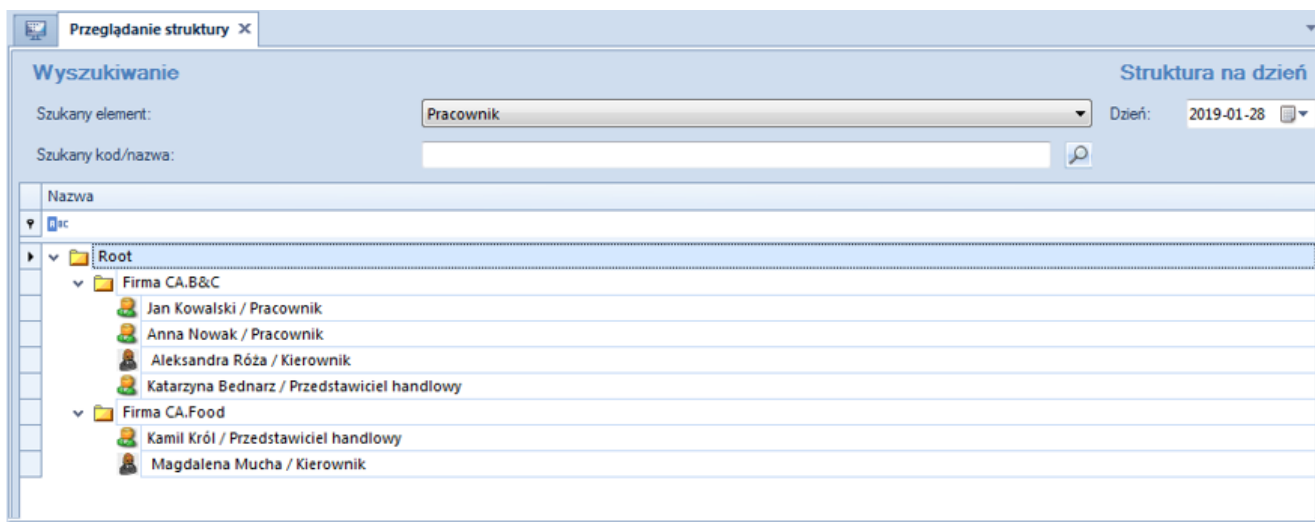 Przeglądanie struktury
Wyszukiwanie Struktura na dzień
Szukany element: Pracownik Dzień: 2019-01-28
Szukany kod/nazwa:
Nazwa
ABC
Root
Firma CA.B&C
Jan Kowalski / Pracownik
Anna Nowak / Pracownik
Aleksandra Róża / Kierownik
Katarzyna Bednarz / Przedstawiciel handlowy
Firma CA.Food
Kamil Król / Przedstawiciel handlowy
Magdalena Mucha / Kierownik